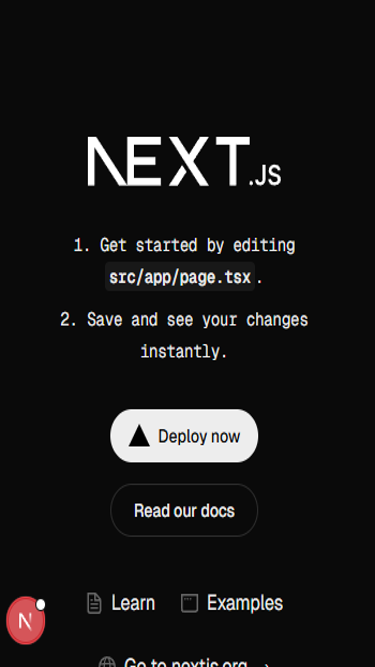 NEXT.JS
1. Get started by editing
src/app/page.tsx.
2. Save and see your changes
instantly.
Deploy now
Read our docs
Learn Examples
N
Go to nextjs.org →